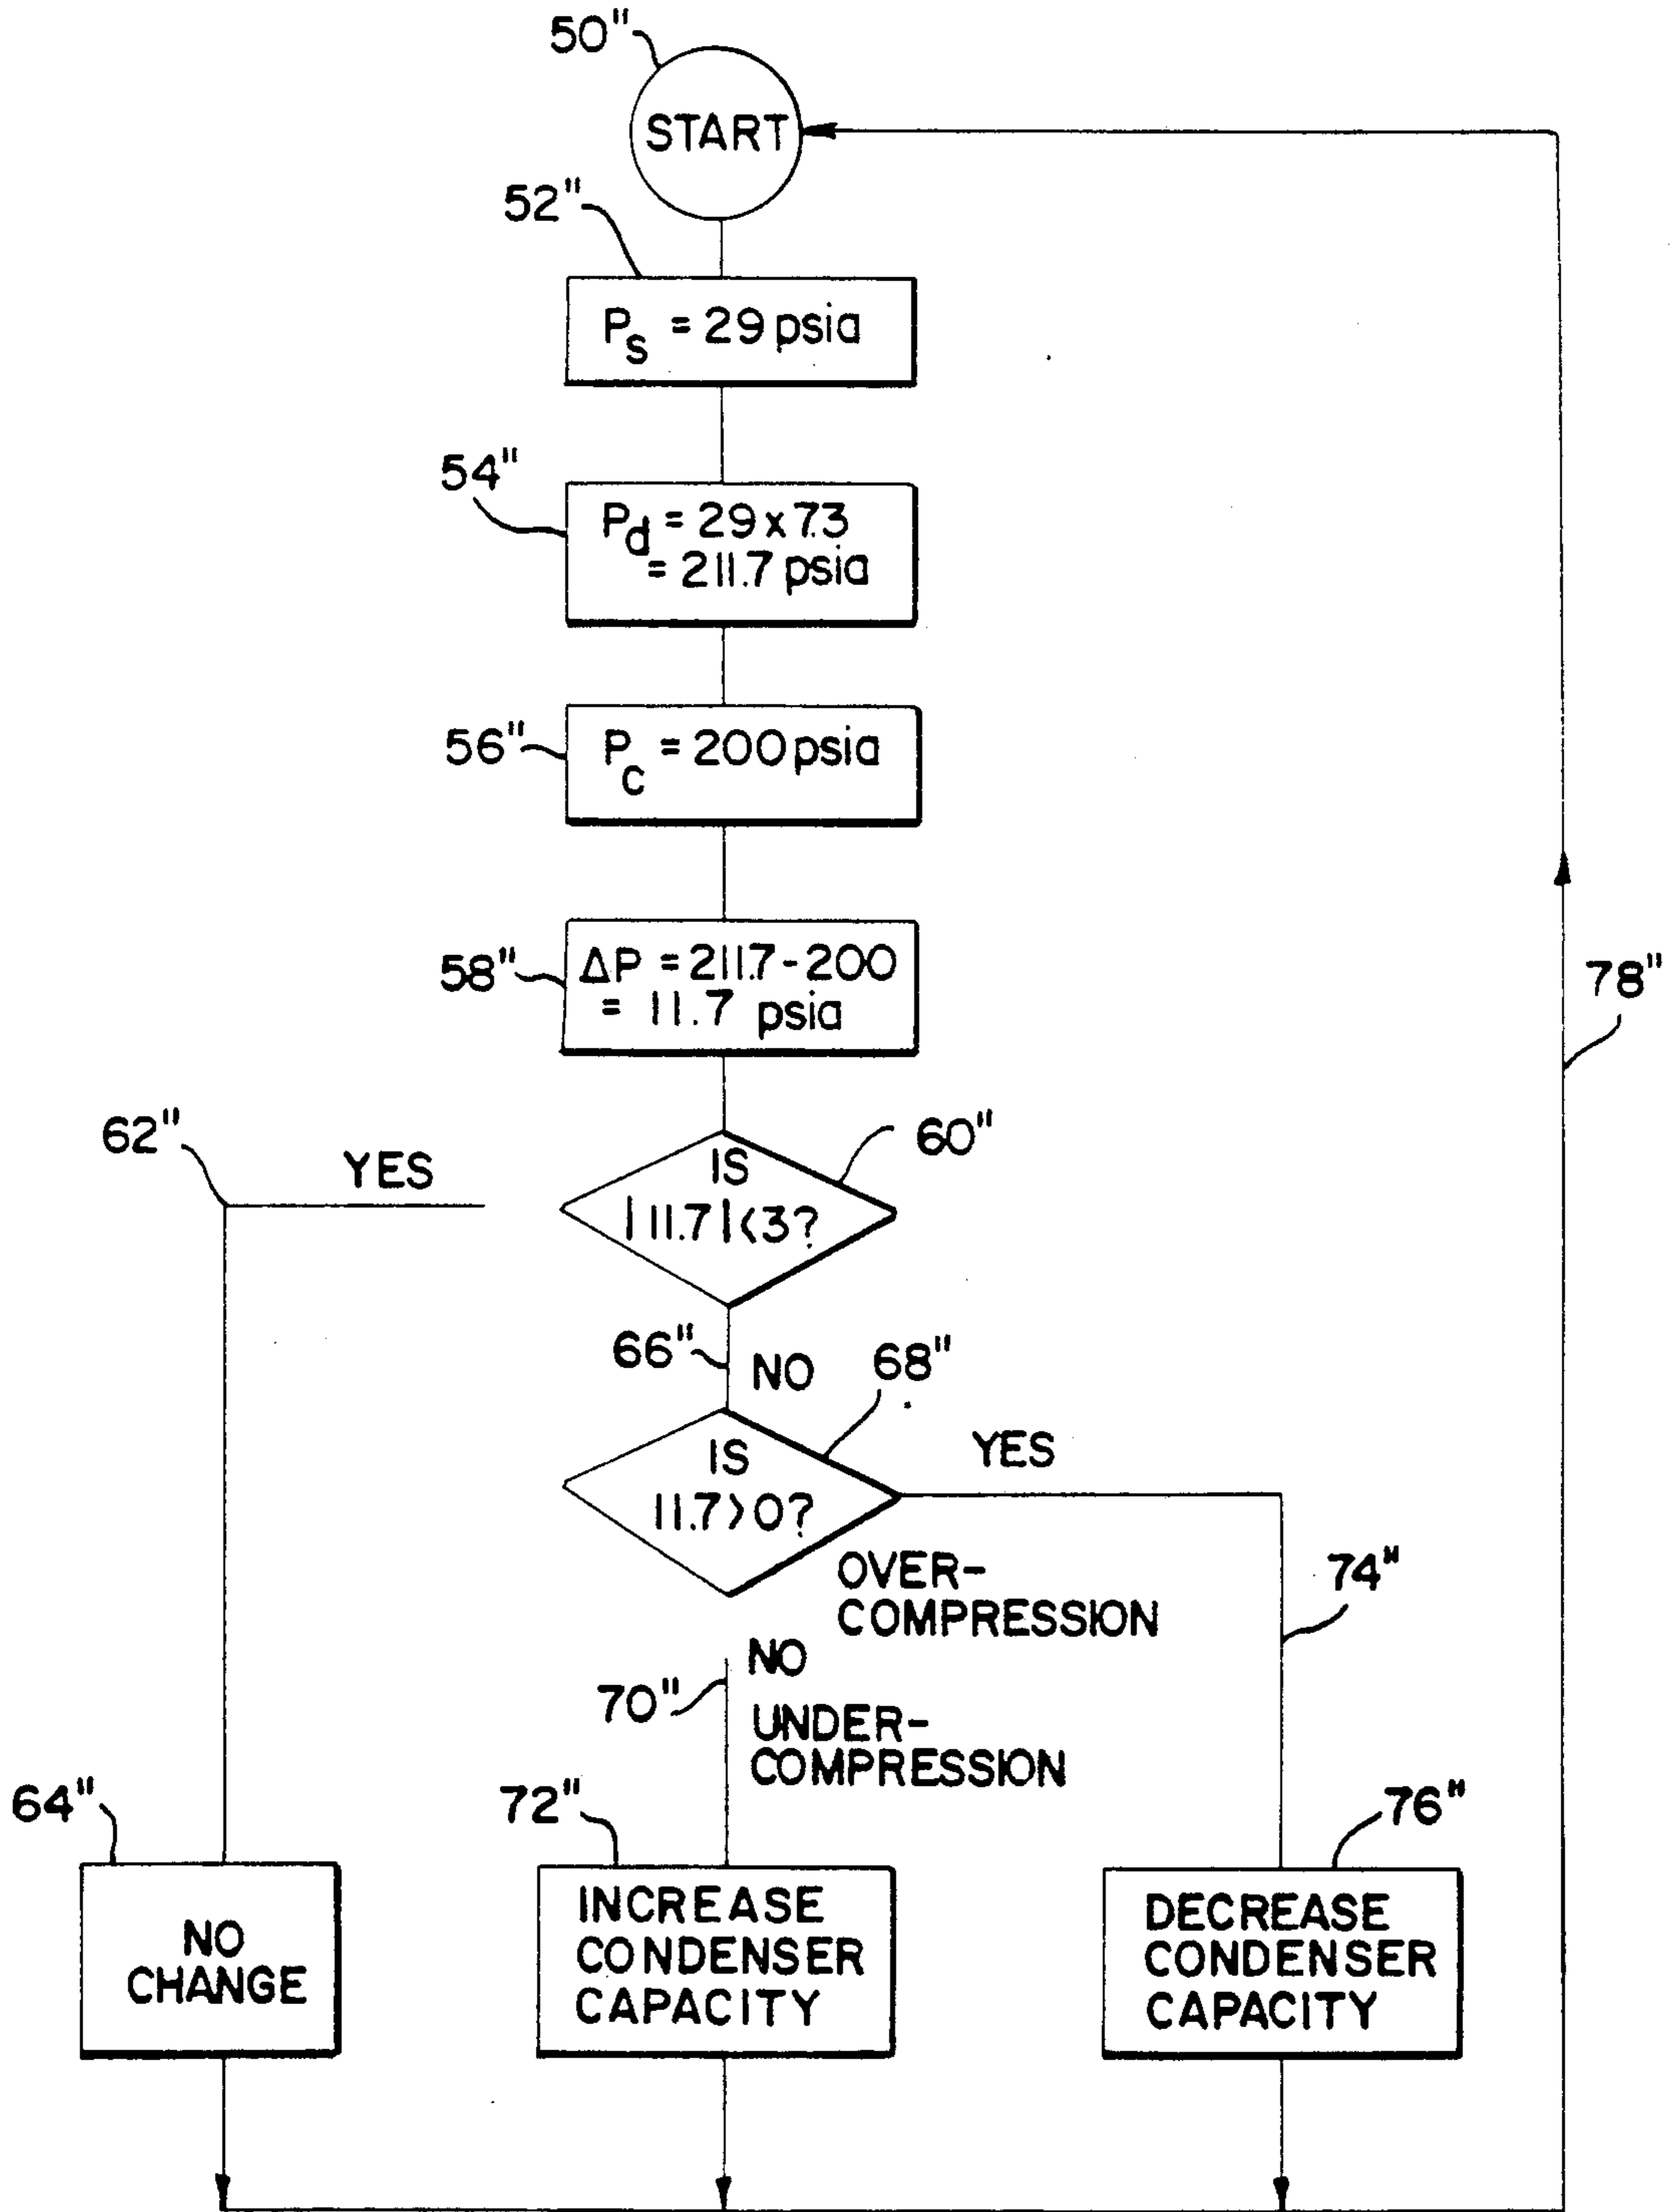 50"
START
52"
Ps = 29 psia
54"
Pd = 29 x 7.3
= 211.7 psia
56"
Pc = 200 psia
58"
ΔP = 211.7 - 200
= 11.7 psia
62"
YES
60"
IS
|11.7|<3?
78"
66"
NO
68"
IS
11.7>0?
YES
OVER-
COMPRESSION
74"
NO
70"
UNDER-
COMPRESSION
64"
NO
CHANGE
72"
INCREASE
CONDENSER
CAPACITY
76"
DECREASE
CONDENSER
CAPACITY